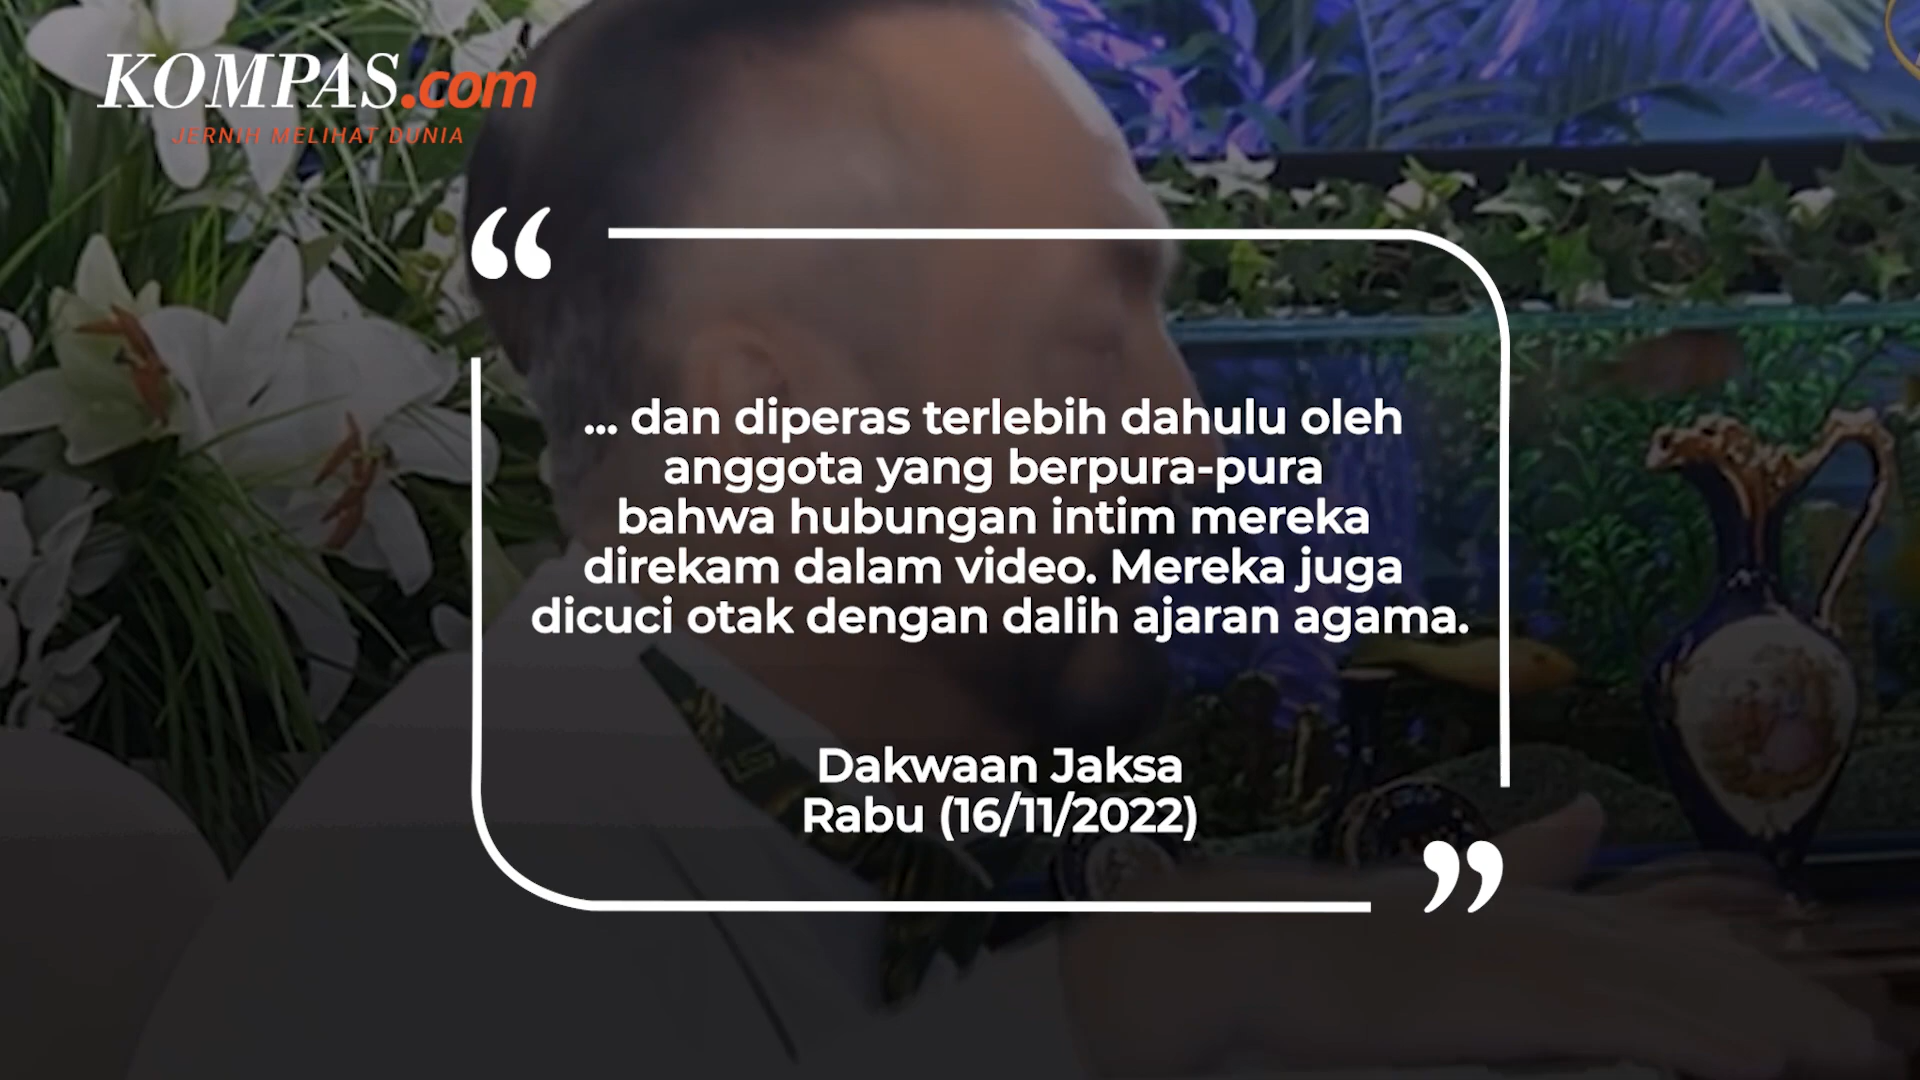 KOMPAS.com
JERNIH MELIHAT DUNIA
“
... dan diperas terlebih dahulu oleh
anggota yang berpura-pura
bahwa hubungan intim mereka
direkam dalam video. Mereka juga
dicuci otak dengan dalih ajaran agama.
Dakwaan Jaksa
Rabu (16/11/2022)
”